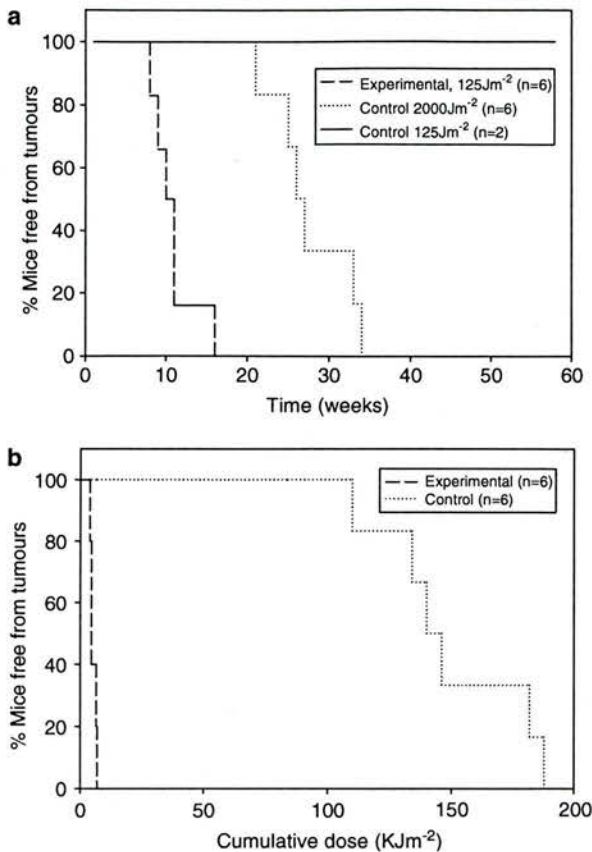 a
% Mice free from tumours
100
80
60
40
20
0
Experimental, 125Jm⁻² (n=6)
Control 2000Jm⁻² (n=6)
Control 125Jm⁻² (n=2)
0 10 20 30 40 50 60
Time (weeks)
b
% Mice free from tumours
100
80
60
40
20
0
Experimental (n=6)
Control (n=6)
0 50 100 150 200
Cumulative dose (KJm⁻²)